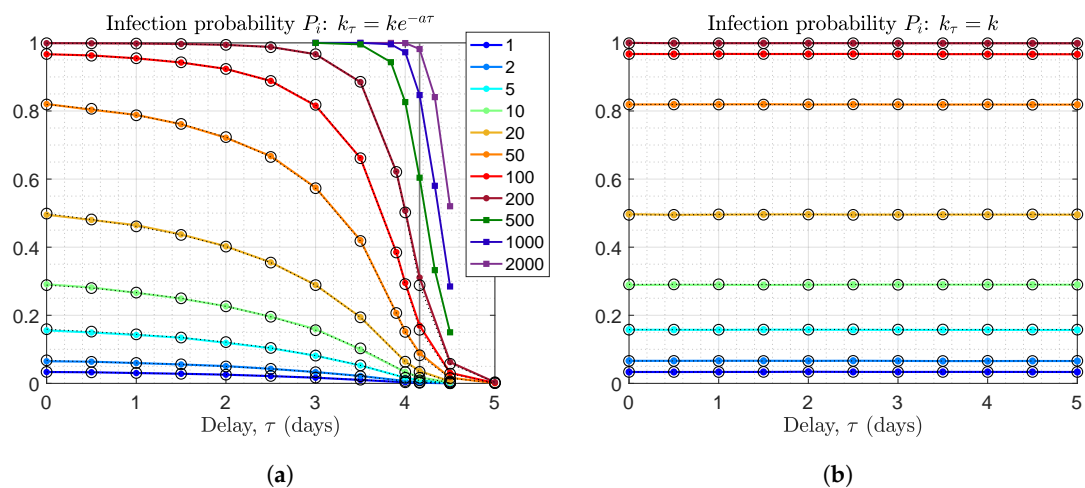 Infection probability $P_i$: $k_\tau = ke^{-a\tau}$
1
0.8
0.6
0.4
0.2
0
0 1 2 3 4 5
Delay, τ (days)
1
2
5
10
20
50
100
200
500
1000
2000
(a)
Infection probability $P_i$: $k_\tau = k$
1
0.8
0.6
0.4
0.2
0
0 1 2 3 4 5
Delay, τ (days)
(b)